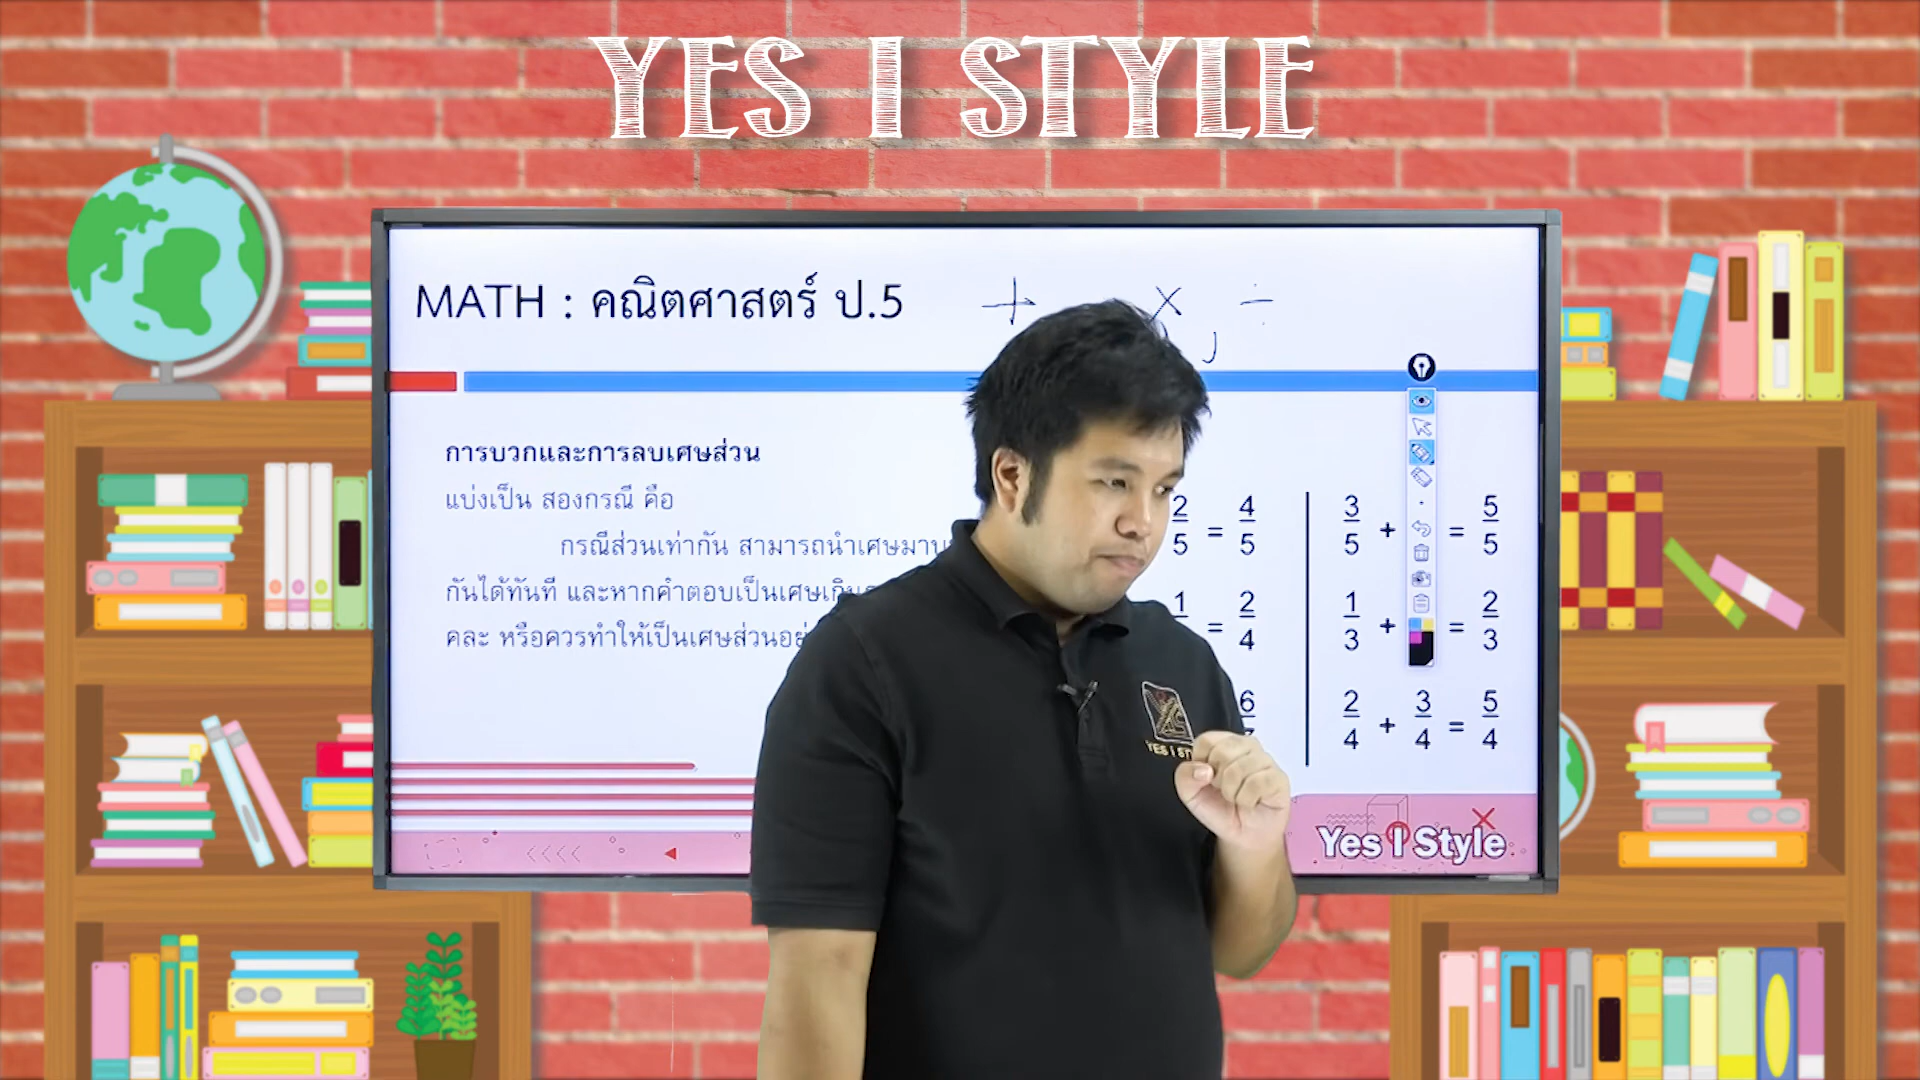 YES I STYLE
MATH : คณิตศาสตร์ ป.5
+ × ÷
การบวกและการลบเศษส่วน
แบ่งเป็น สองกรณี คือ
กรณีส่วนเท่ากัน สามารถนำเศษมา
กันได้ทันที และหากคำตอบเป็นเศษเกิน
คละ หรือควรทำให้เป็นเศษส่วน
2/5 = 4/5
3/5 + = 5/5
1 = 2/4
1/3 + = 2/3
6
2/4 + 3/4 = 5/4
YES I ST
Yes I Style